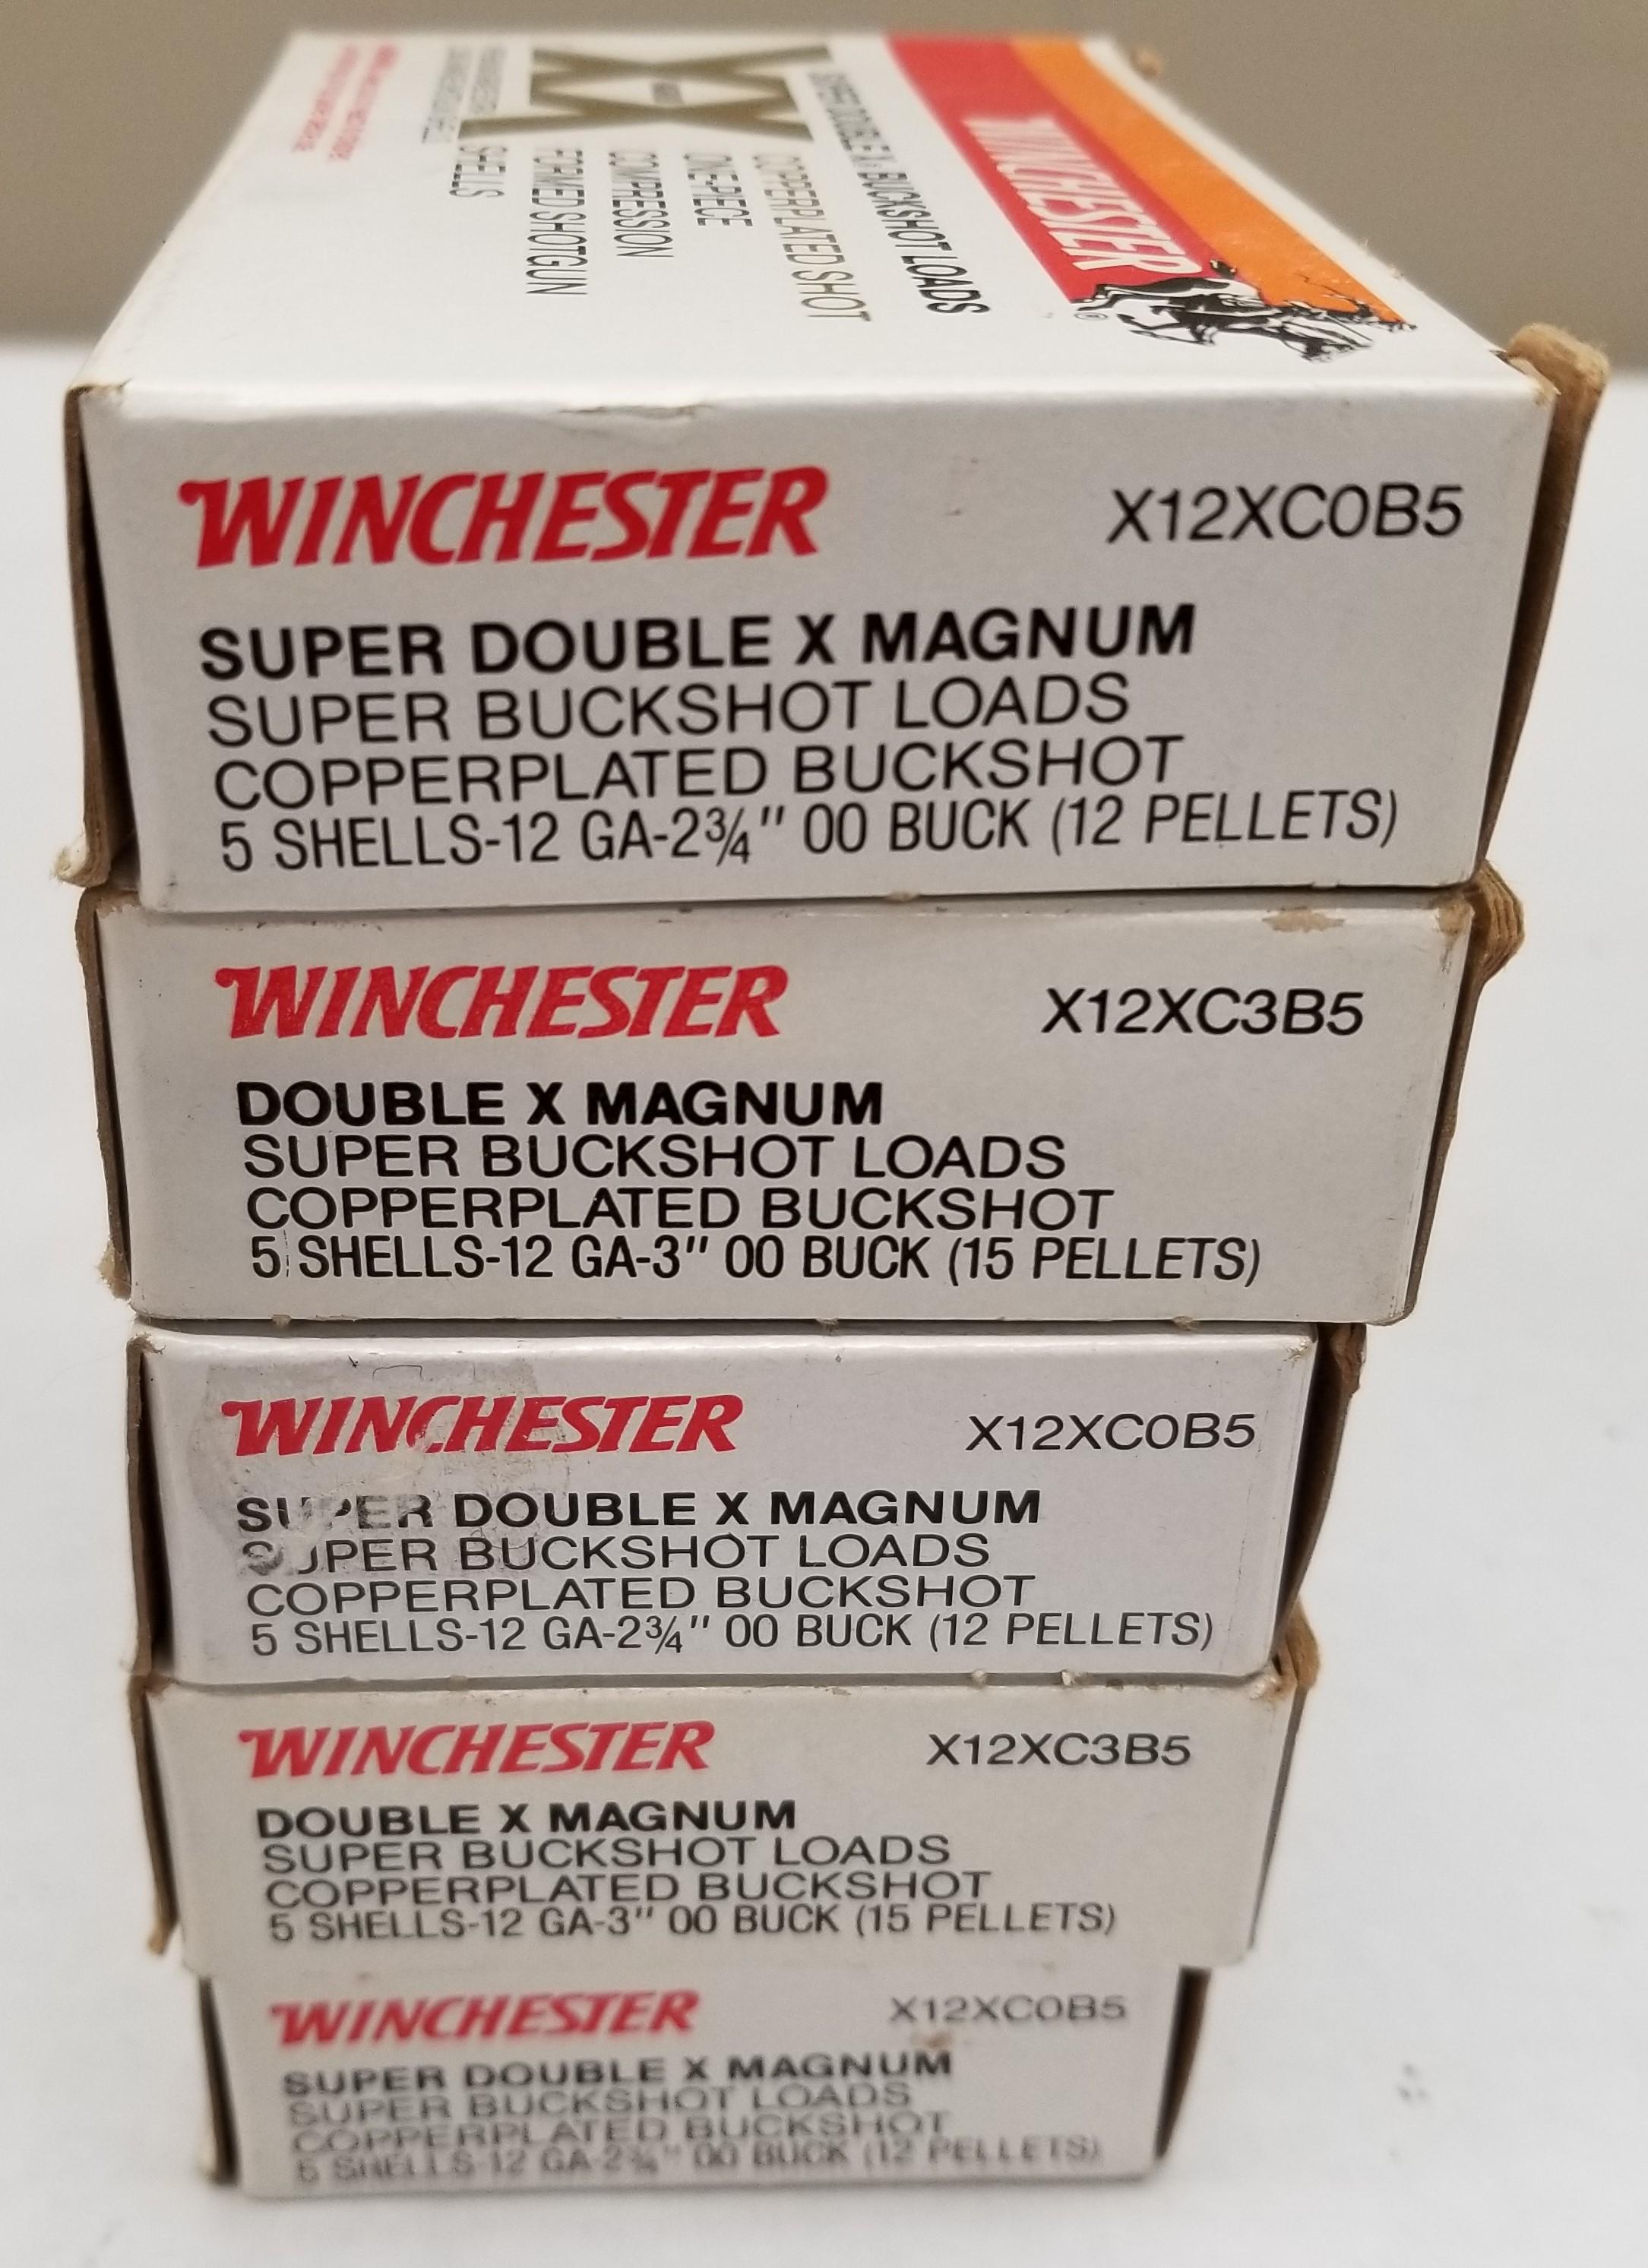 WINCHESTER
®
SUPER DOUBLE X BUCKSHOT LOADS
COPPERPLATED SHOT
ONE-PIECE
COMPRESSION
FORMED SHOTGUN
SHELLS
XX
WINCHESTER X12XC0B5
SUPER DOUBLE X MAGNUM
SUPER BUCKSHOT LOADS
COPPERPLATED BUCKSHOT
5 SHELLS-12 GA-2¾" 00 BUCK (12 PELLETS)
WINCHESTER X12XC3B5
DOUBLE X MAGNUM
SUPER BUCKSHOT LOADS
COPPERPLATED BUCKSHOT
5 SHELLS-12 GA-3" 00 BUCK (15 PELLETS)
WINCHESTER X12XC0B5
SUPER DOUBLE X MAGNUM
SUPER BUCKSHOT LOADS
COPPERPLATED BUCKSHOT
5 SHELLS-12 GA-2¾" 00 BUCK (12 PELLETS)
WINCHESTER X12XC3B5
DOUBLE X MAGNUM
SUPER BUCKSHOT LOADS
COPPERPLATED BUCKSHOT
5 SHELLS-12 GA-3" 00 BUCK (15 PELLETS)
WINCHESTER X12XC0B5
SUPER DOUBLE X MAGNUM
SUPER BUCKSHOT LOADS
COPPERPLATED BUCKSHOT
5 SHELLS-12 GA-2¾" 00 BUCK (12 PELLETS)